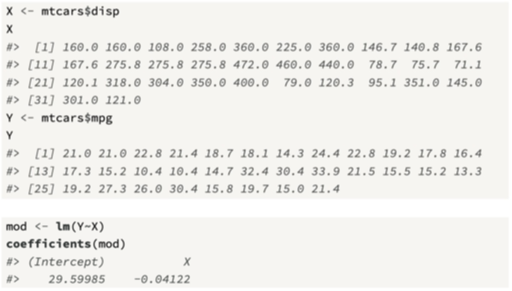 X <- mtcars$disp
X
#>  [1] 160.0 160.0 108.0 258.0 360.0 225.0 360.0 146.7 140.8 167.6
#> [11] 167.6 275.8 275.8 275.8 472.0 460.0 440.0  78.7  75.7  71.1
#> [21] 120.1 318.0 304.0 350.0 400.0  79.0 120.3  95.1 351.0 145.0
#> [31] 301.0 121.0
Y <- mtcars$mpg
Y
#>  [1] 21.0 21.0 22.8 21.4 18.7 18.1 14.3 24.4 22.8 19.2 17.8 16.4
#> [13] 17.3 15.2 10.4 10.4 14.7 32.4 30.4 33.9 21.5 15.5 15.2 13.3
#> [25] 19.2 27.3 26.0 30.4 15.8 19.7 15.0 21.4
mod <- lm(Y~X)
coefficients(mod)
#> (Intercept)           X
#>    29.59985    -0.04122